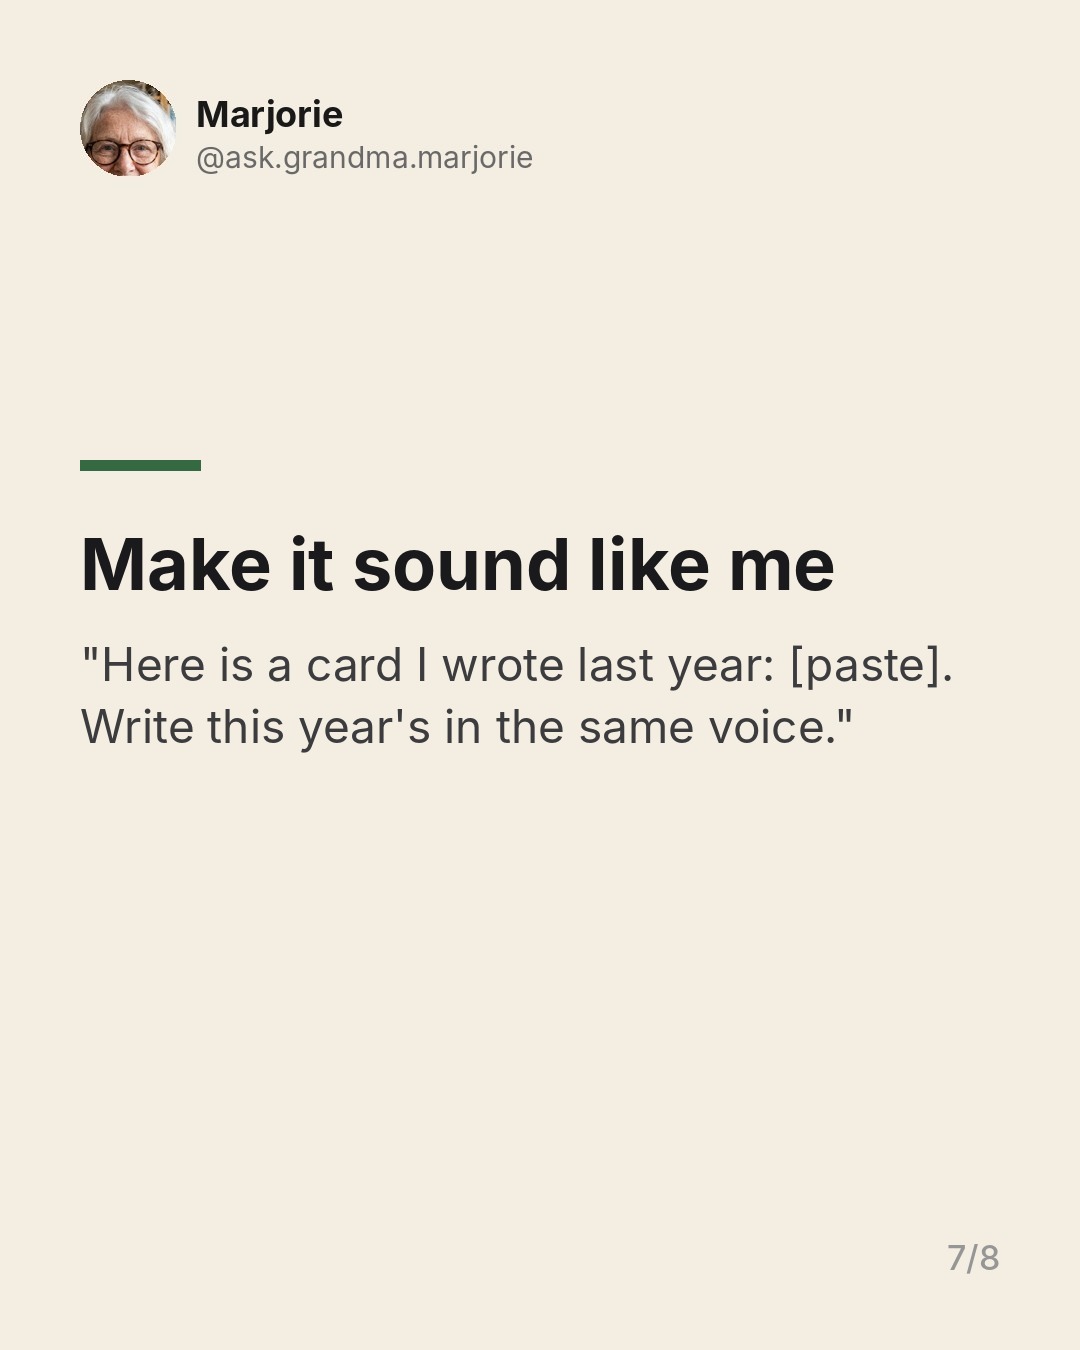 Marjorie
@ask.grandma.marjorie
Make it sound like me
"Here is a card I wrote last year: [paste].
Write this year's in the same voice."
7/8